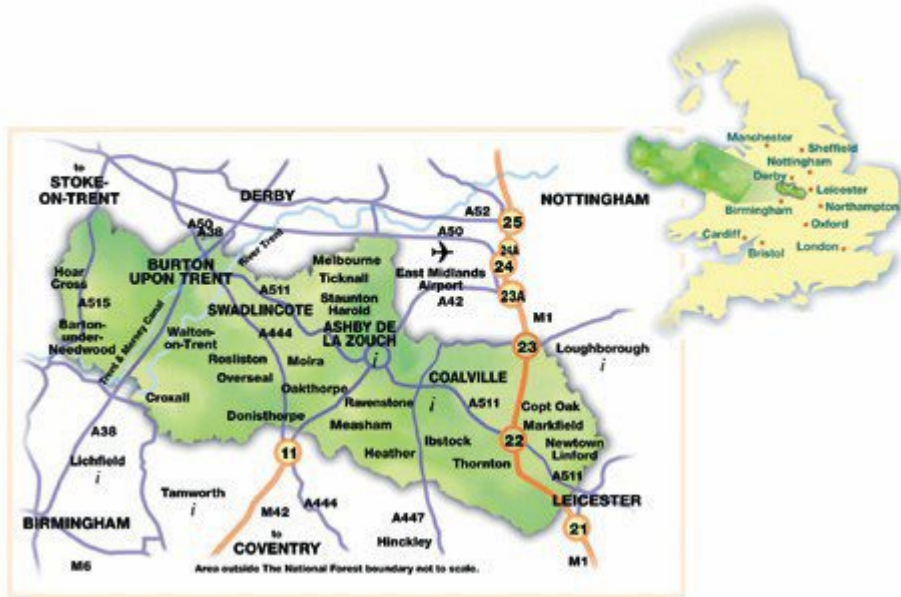 Manchester
Sheffield
Nottingham
Derby
Leicester
Birmingham
Northampton
Oxford
Cardiff
Bristol
London
to
STOKE-
ON-TRENT
DERBY
NOTTINGHAM
A52
25
A50
A38
A50
24A
24
River Trent
Melbourne
BURTON
UPON TRENT
Ticknall
East Midlands
Airport
Hoar
Cross
A511
23A
A515
SWADLINCOTE
Staunton
Harold
A42
M1
Barton-
under-
Needwood
Trent & Mersey Canal
Walton-
on-Trent
A444
ASHBY DE
LA ZOUCH
i
23
Loughborough
i
Rosliston
Moira
Overseal
Oakthorpe
COALVILLE
i
Croxall
Ravenstone
A511
Copt Oak
Donisthorpe
Measham
Markfield
A38
Ibstock
22
Newtown
Linford
11
Heather
Thornton
A511
Lichfield
i
Tamworth
i
A444
LEICESTER
BIRMINGHAM
M42
A447
21
to
COVENTRY
Hinckley
M6
M1
Area outside The National Forest boundary not to scale.